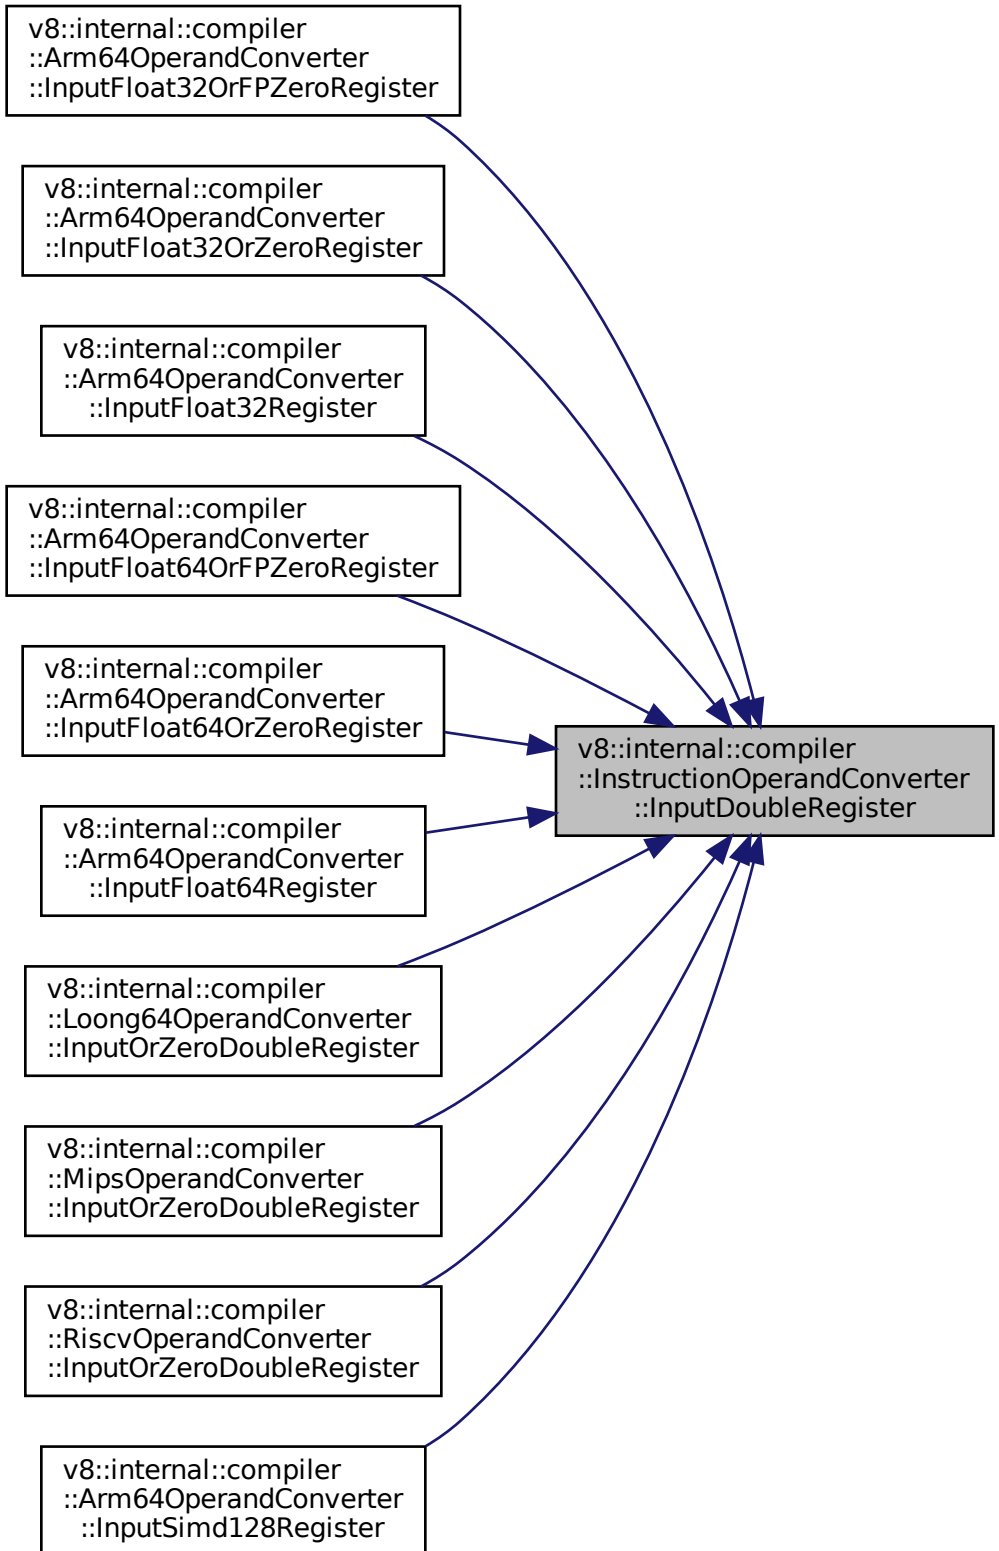 v8::internal::compiler
::Arm64OperandConverter
::InputFloat32OrFPZeroRegister
v8::internal::compiler
::Arm64OperandConverter
::InputFloat32OrZeroRegister
v8::internal::compiler
::Arm64OperandConverter
::InputFloat32Register
v8::internal::compiler
::Arm64OperandConverter
::InputFloat64OrFPZeroRegister
v8::internal::compiler
::Arm64OperandConverter
::InputFloat64OrZeroRegister
v8::internal::compiler
::InstructionOperandConverter
::InputDoubleRegister
v8::internal::compiler
::Arm64OperandConverter
::InputFloat64Register
v8::internal::compiler
::Loong64OperandConverter
::InputOrZeroDoubleRegister
v8::internal::compiler
::MipsOperandConverter
::InputOrZeroDoubleRegister
v8::internal::compiler
::RiscvOperandConverter
::InputOrZeroDoubleRegister
v8::internal::compiler
::Arm64OperandConverter
::InputSimd128Register